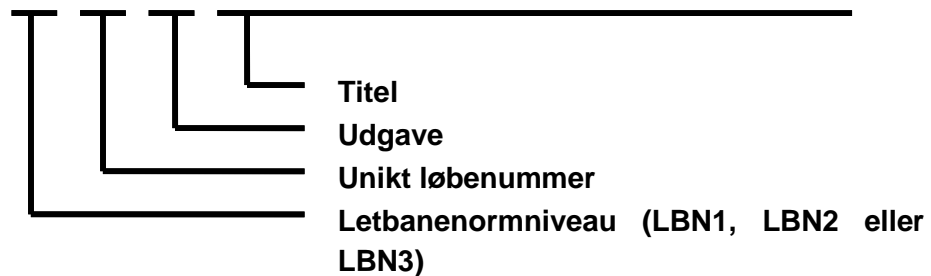 Titel
Udgave
Unikt løbenummer
Letbanenormniveau (LBN1, LBN2 eller
LBN3)